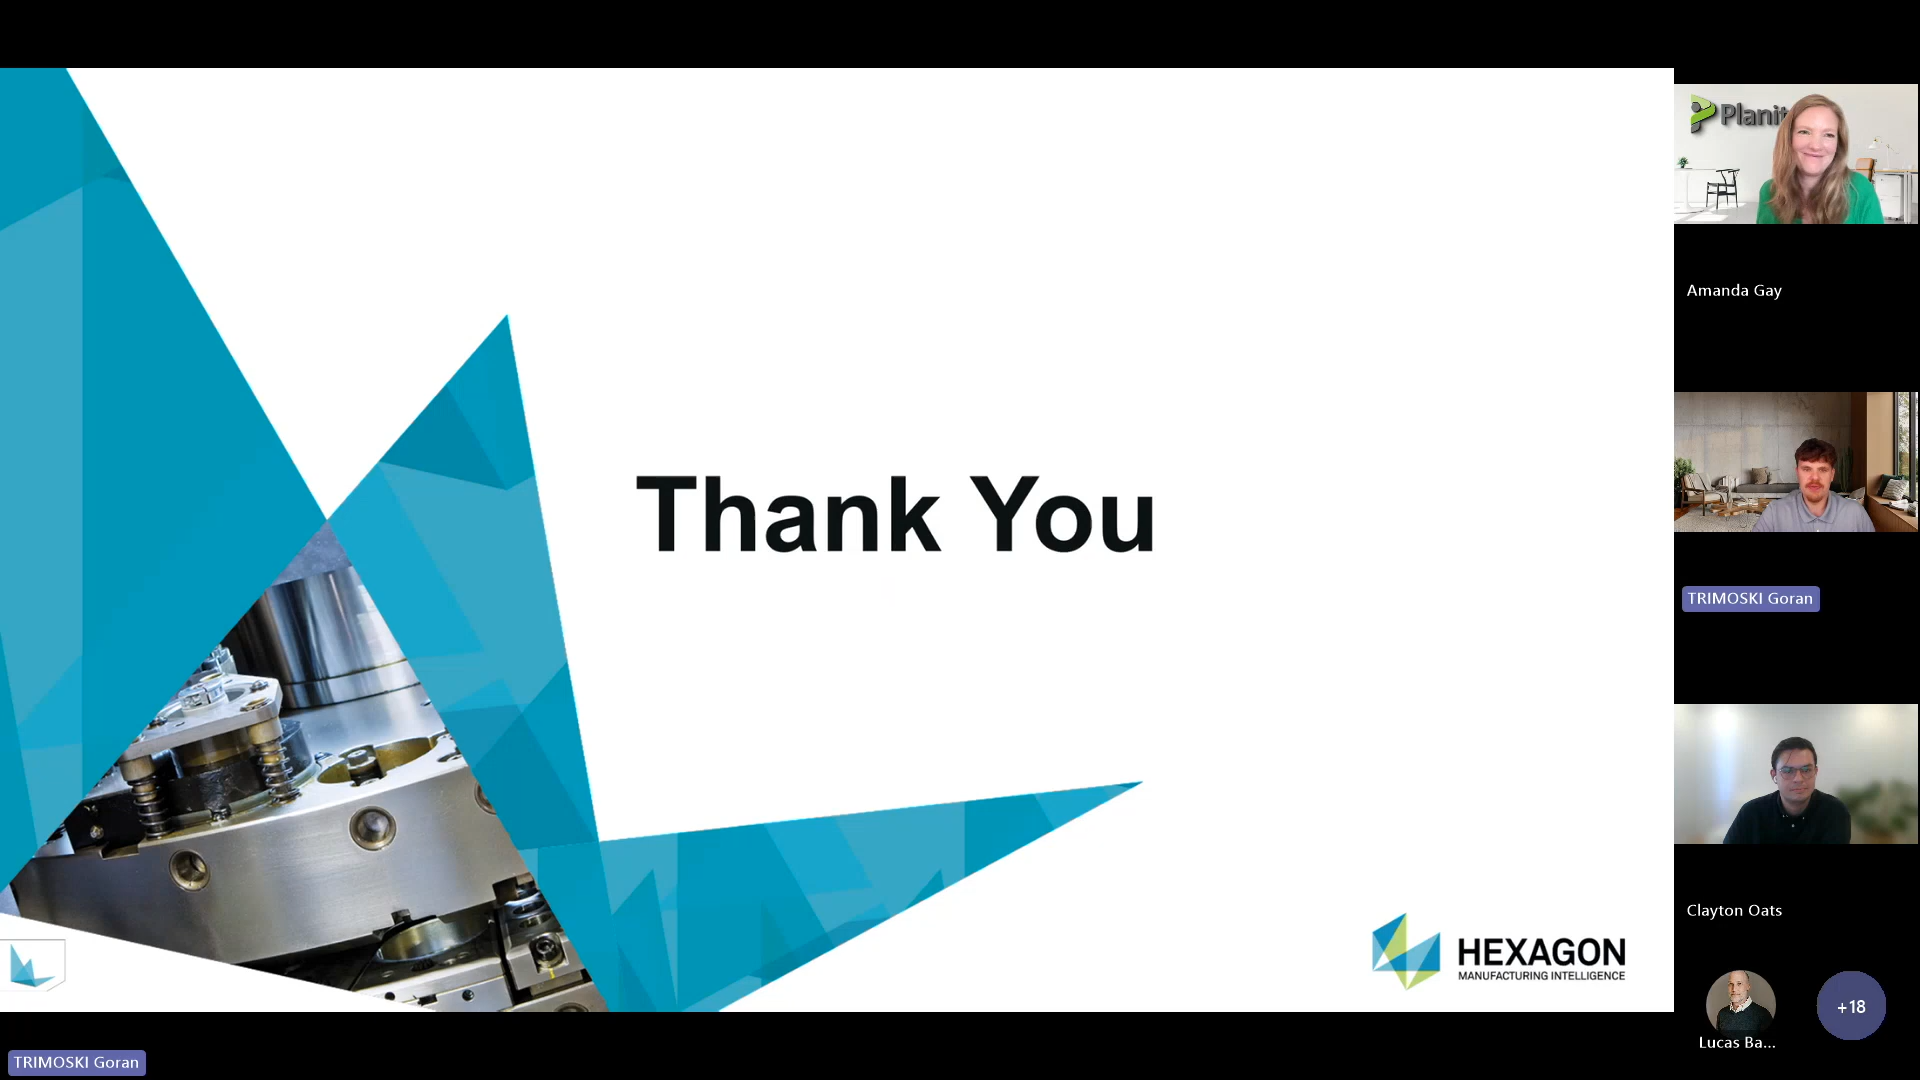 Planit
Amanda Gay
Thank You
TRIMOSKI Goran
HEXAGON
MANUFACTURING INTELLIGENCE
Clayton Oats
+18
Lucas Ba...
TRIMOSKI Goran